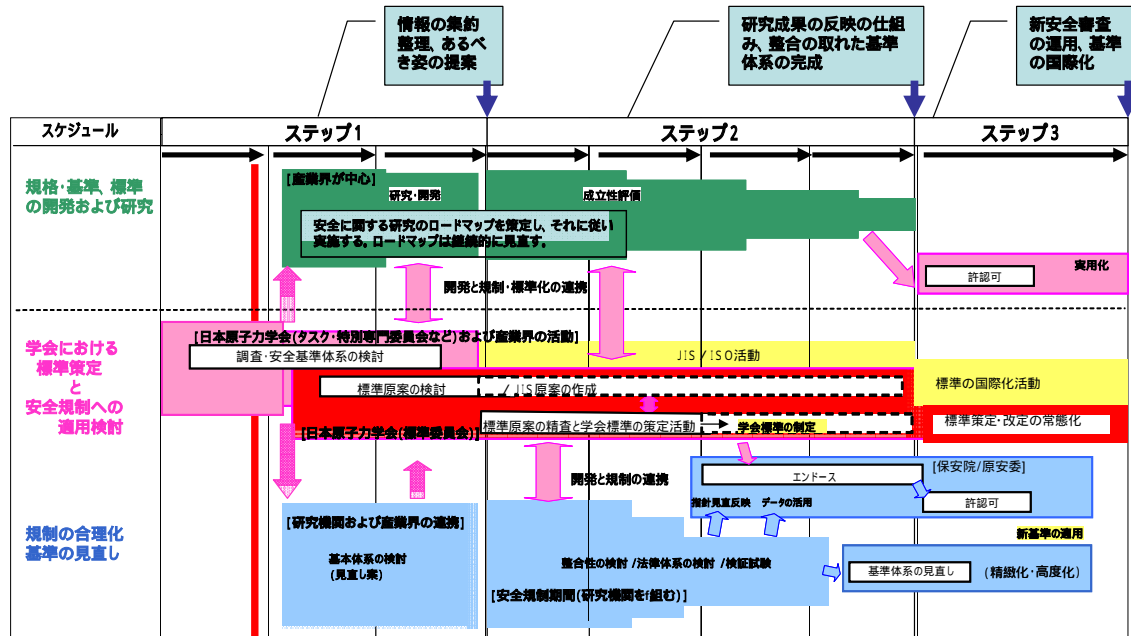 情報の集約
整理、あるべ
き姿の提案
研究成果の反映の仕組
み、整合の取れた基準
体系の完成
新安全審査
の運用、基準
の国際化
スケジュール
ステップ1
ステップ2
ステップ3
規格・基準、標準
の開発および研究
[産業界が中心]
研究・開発
成立性評価
安全に関する研究のロードマップを策定し、それに従い
実施する。ロードマップは継続的に見直す。
開発と規制・標準化の連携
実用化
許認可
学会における
標準策定
と
安全規制への
適用検討
[日本原子力学会(タスク・特別専門委員会など)および産業界の活動]
調査・安全基準体系の検討
JIS/ISO活動
標準原案の検討
/JIS原案の作成
標準の国際化活動
標準原案の精査と学会標準の策定活動
学会標準の制定
標準策定・改定の常態化
[日本原子力学会(標準委員会)]
開発と規制の連携
[保安院/原安委]
エンドース
許認可
指針見直反映
データの活用
規制の合理化
基準の見直し
[研究機関および産業界の連携]
基本体系の検討
(見直し案)
整合性の検討/法律体系の検討/検証試験
[安全規制期間(研究機関をf組む)]
新基準の適用
基準体系の見直し
(精緻化・高度化)